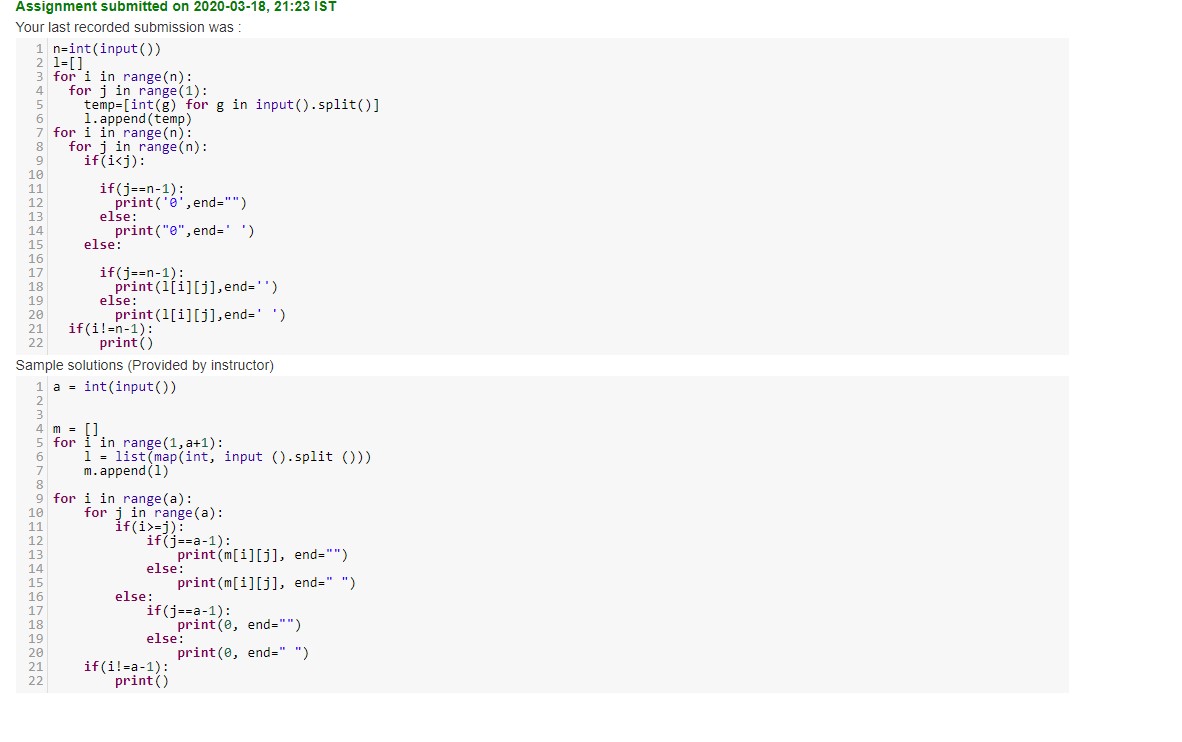 Assignment submitted on 2020-03-18, 21:23 IST
Your last recorded submission was :
1 n=int(input())
2 l=[]
3 for i in range(n):
4   for j in range(1):
5     temp=[int(g) for g in input().split()]
6     l.append(temp)
7 for i in range(n):
8   for j in range(n):
9     if(i<j):
10
11       if(j==n-1):
12         print('0',end="")
13       else:
14         print("0",end=' ')
15     else:
16
17       if(j==n-1):
18         print(l[i][j],end='')
19       else:
20         print(l[i][j],end=' ')
21   if(i!=n-1):
22       print()
Sample solutions (Provided by instructor)
1 a = int(input())
2
3
4 m = []
5 for i in range(1,a+1):
6     l = list(map(int, input ().split ()))
7     m.append(l)
8
9 for i in range(a):
10     for j in range(a):
11         if(i>=j):
12             if(j==a-1):
13                 print(m[i][j], end="")
14             else:
15                 print(m[i][j], end=" ")
16         else:
17             if(j==a-1):
18                 print(0, end="")
19             else:
20                 print(0, end=" ")
21     if(i!=a-1):
22         print()